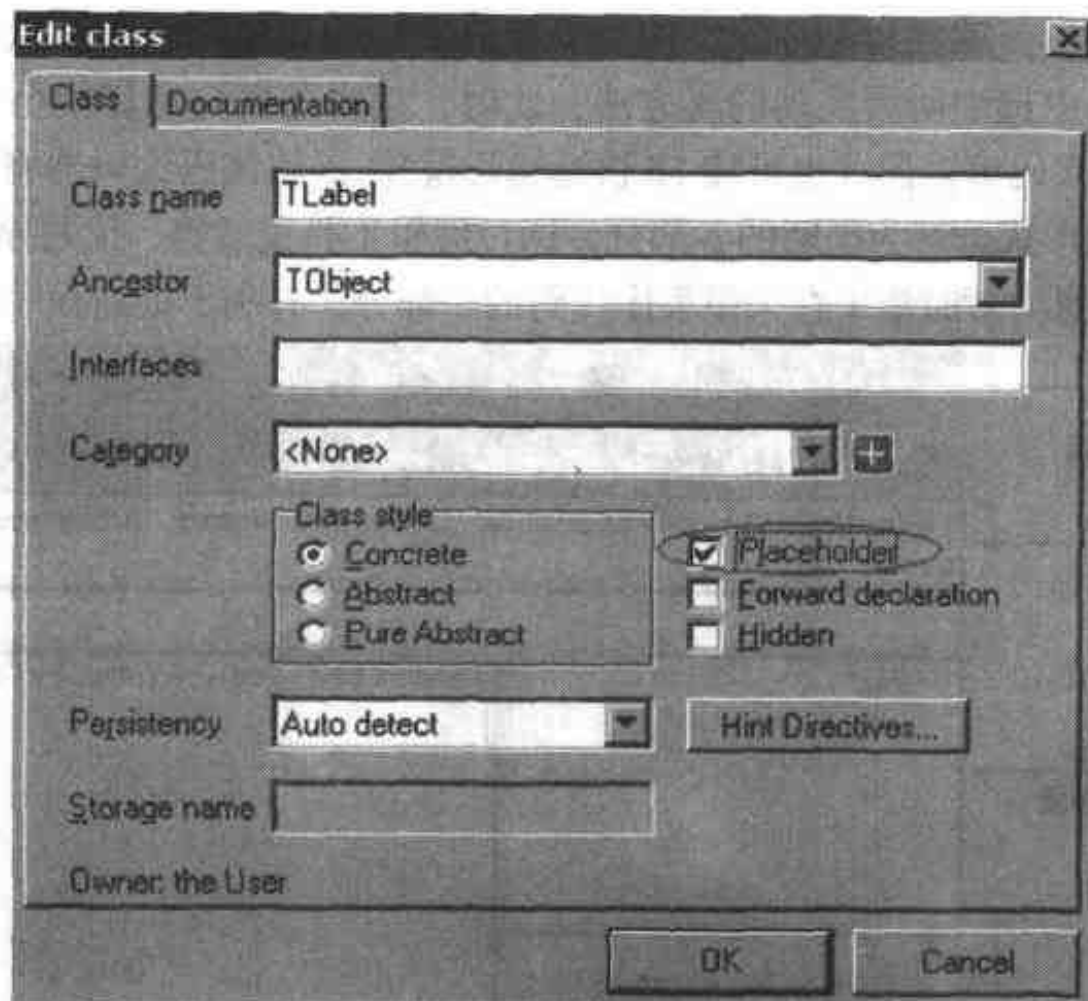 Edit class
Class
Documentation
Class name
TLabel
Ancestor
TObject
Interfaces
Category
<None>
Class style
Concrete
Abstract
Pure Abstract
Placeholder
Forward declaration
Hidden
Persistency
Auto detect
Hint Directives...
Storage name
Owner: the User
OK
Cancel